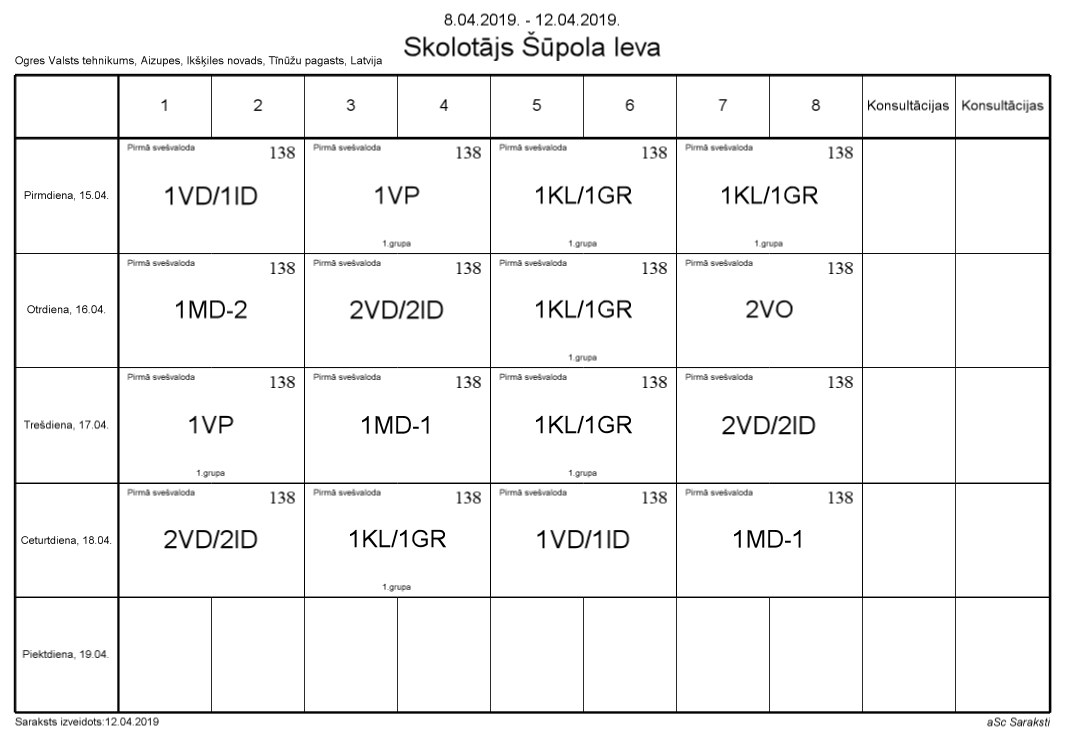 8.04.2019. - 12.04.2019.
Skolotājs Šūpola Ieva
Ogres Valsts tehnikums, Aizupes, Ikšķiles novads, Tīnūžu pagasts, Latvija
1 2 3 4 5 6 7 8 Konsultācijas Konsultācijas
Pirmā svešvaloda 138 Pirmā svešvaloda 138 Pirmā svešvaloda 138 Pirmā svešvaloda 138
Pirmdiena, 15.04. 1VD/1ID 1VP 1KL/1GR 1KL/1GR
1.grupa 1.grupa 1.grupa
Pirmā svešvaloda 138 Pirmā svešvaloda 138 Pirmā svešvaloda 138 Pirmā svešvaloda 138
Otrdiena, 16.04. 1MD-2 2VD/2ID 1KL/1GR 2VO
1.grupa
Pirmā svešvaloda 138 Pirmā svešvaloda 138 Pirmā svešvaloda 138 Pirmā svešvaloda 138
Trešdiena, 17.04. 1VP 1MD-1 1KL/1GR 2VD/2ID
1.grupa 1.grupa
Pirmā svešvaloda 138 Pirmā svešvaloda 138 Pirmā svešvaloda 138 Pirmā svešvaloda 138
Ceturtdiena, 18.04. 2VD/2ID 1KL/1GR 1VD/1ID 1MD-1
1.grupa
Piektdiena, 19.04.
Saraksts izveidots:12.04.2019 aSc Saraksti